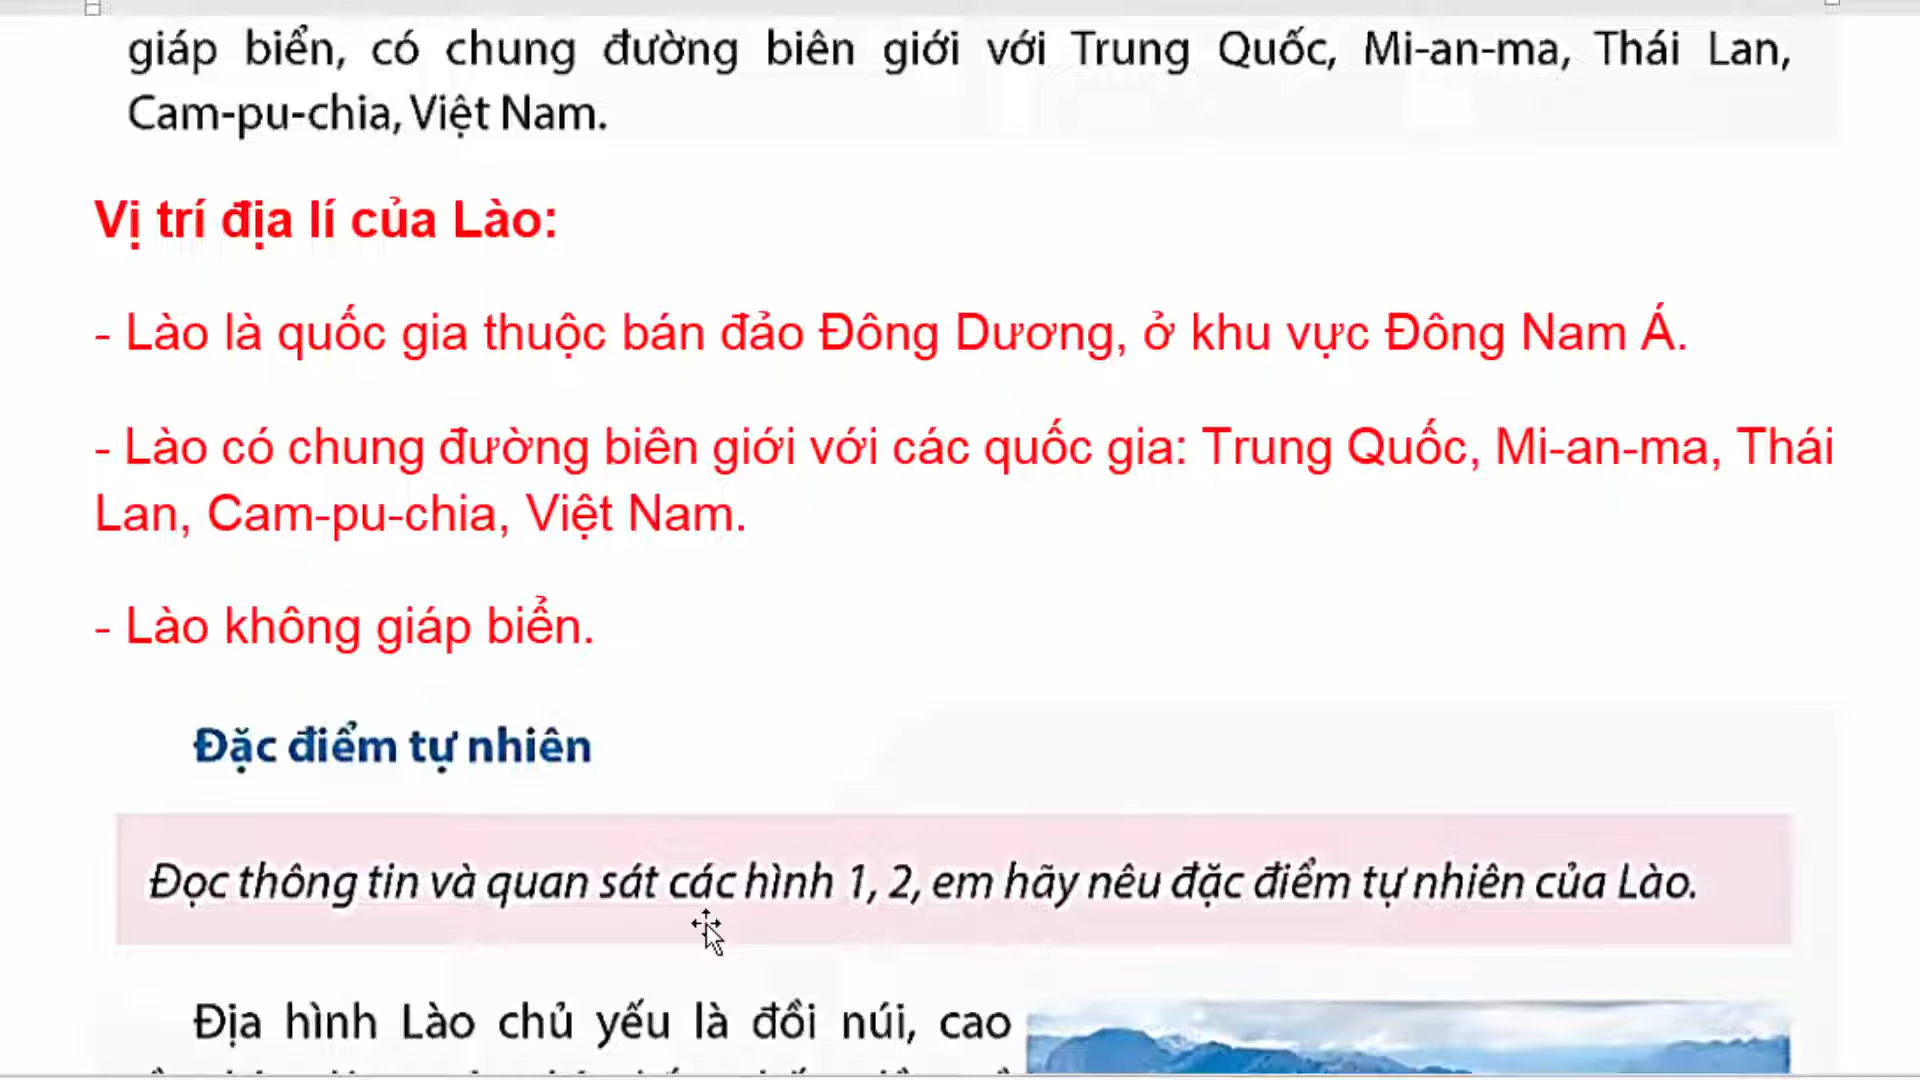 giáp biển, có chung đường biên giới với Trung Quốc, Mi-an-ma, Thái Lan,
Cam-pu-chia, Việt Nam.
Vị trí địa lí của Lào:
- Lào là quốc gia thuộc bán đảo Đông Dương, ở khu vực Đông Nam Á.
- Lào có chung đường biên giới với các quốc gia: Trung Quốc, Mi-an-ma, Thái
Lan, Cam-pu-chia, Việt Nam.
- Lào không giáp biển.
Đặc điểm tự nhiên
Đọc thông tin và quan sát các hình 1, 2, em hãy nêu đặc điểm tự nhiên của Lào.
Địa hình Lào chủ yếu là đồi núi, cao